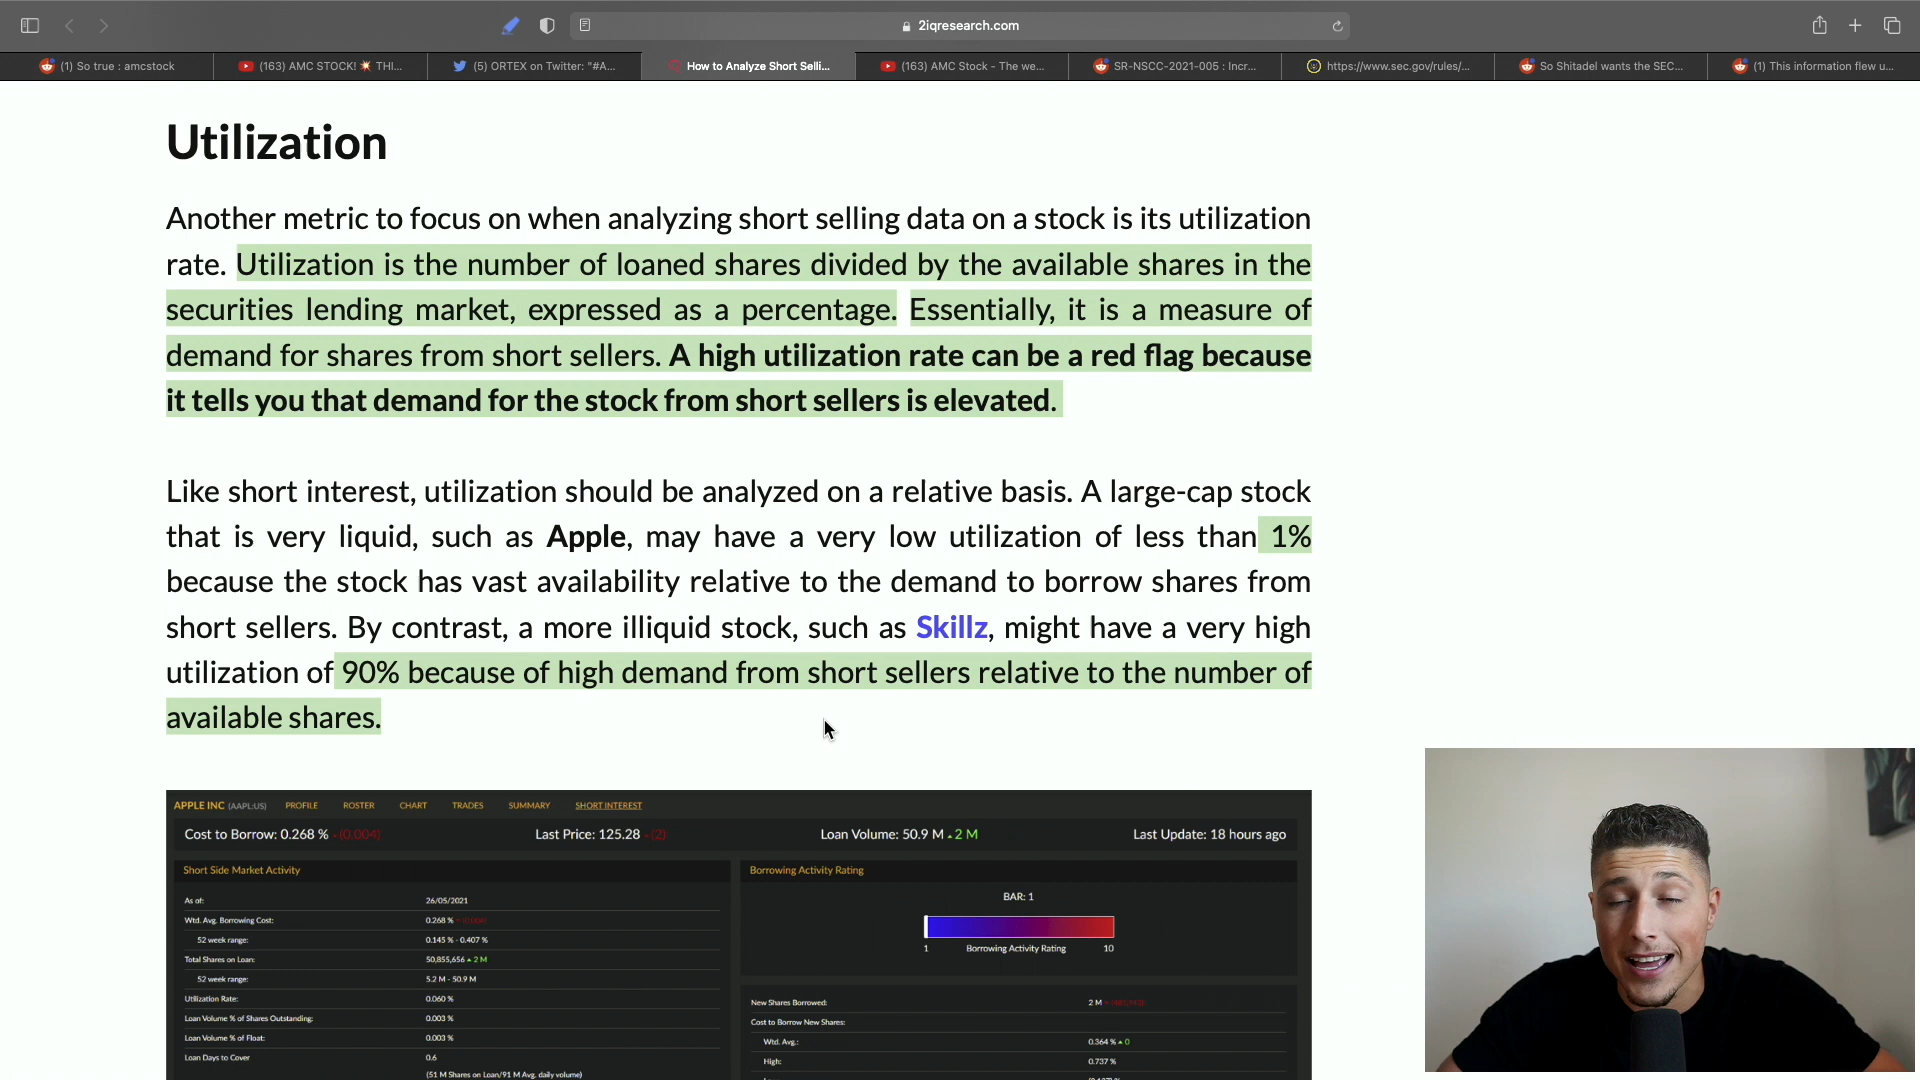 2iqresearch.com
(1) So true : amcstock
(163) AMC STOCK!💥 THI...
(5) ORTEX on Twitter: "#A...
How to Analyze Short Selli...
(163) AMC Stock - The we...
SR-NSCC-2021-005 : Incr...
https://www.sec.gov/rules/...
So Shitadel wants the SEC...
(1) This information flew u...
Utilization
Another metric to focus on when analyzing short selling data on a stock is its utilization
rate. Utilization is the number of loaned shares divided by the available shares in the
securities lending market, expressed as a percentage. Essentially, it is a measure of
demand for shares from short sellers. A high utilization rate can be a red flag because
it tells you that demand for the stock from short sellers is elevated.
Like short interest, utilization should be analyzed on a relative basis. A large-cap stock
that is very liquid, such as Apple, may have a very low utilization of less than 1%
because the stock has vast availability relative to the demand to borrow shares from
short sellers. By contrast, a more illiquid stock, such as Skillz, might have a very high
utilization of 90% because of high demand from short sellers relative to the number of
available shares.
APPLE INC (AAPL:US) PROFILE ROSTER CHART TRADES SUMMARY SHORT INTEREST
Cost to Borrow: 0.268 % -(0.004) Last Price: 125.28 -(2) Loan Volume: 50.9 M ▲ 2 M Last Update: 18 hours ago
Short Side Market Activity
As of: 26/05/2021
Wtd. Avg. Borrowing Cost: 0.268 %
52 week range: 0.145 % - 0.407 %
Total Shares on Loan: 50,855,656 ▲ 2 M
52 week range: 5.2 M - 50.9 M
Utilization Rate: 0.060 %
Loan Volume % of Shares Outstanding: 0.003 %
Loan Volume % of Float: 0.003 %
Loan Days to Cover 0.6
(51 M Shares on Loan/91 M Avg. daily volume)
Borrowing Activity Rating
BAR: 1
1 Borrowing Activity Rating 10
New Shares Borrowed: 2 M
Cost to Borrow New Shares:
Wtd. Avg.: 0.364 % ▲ 0
High: 0.737 %